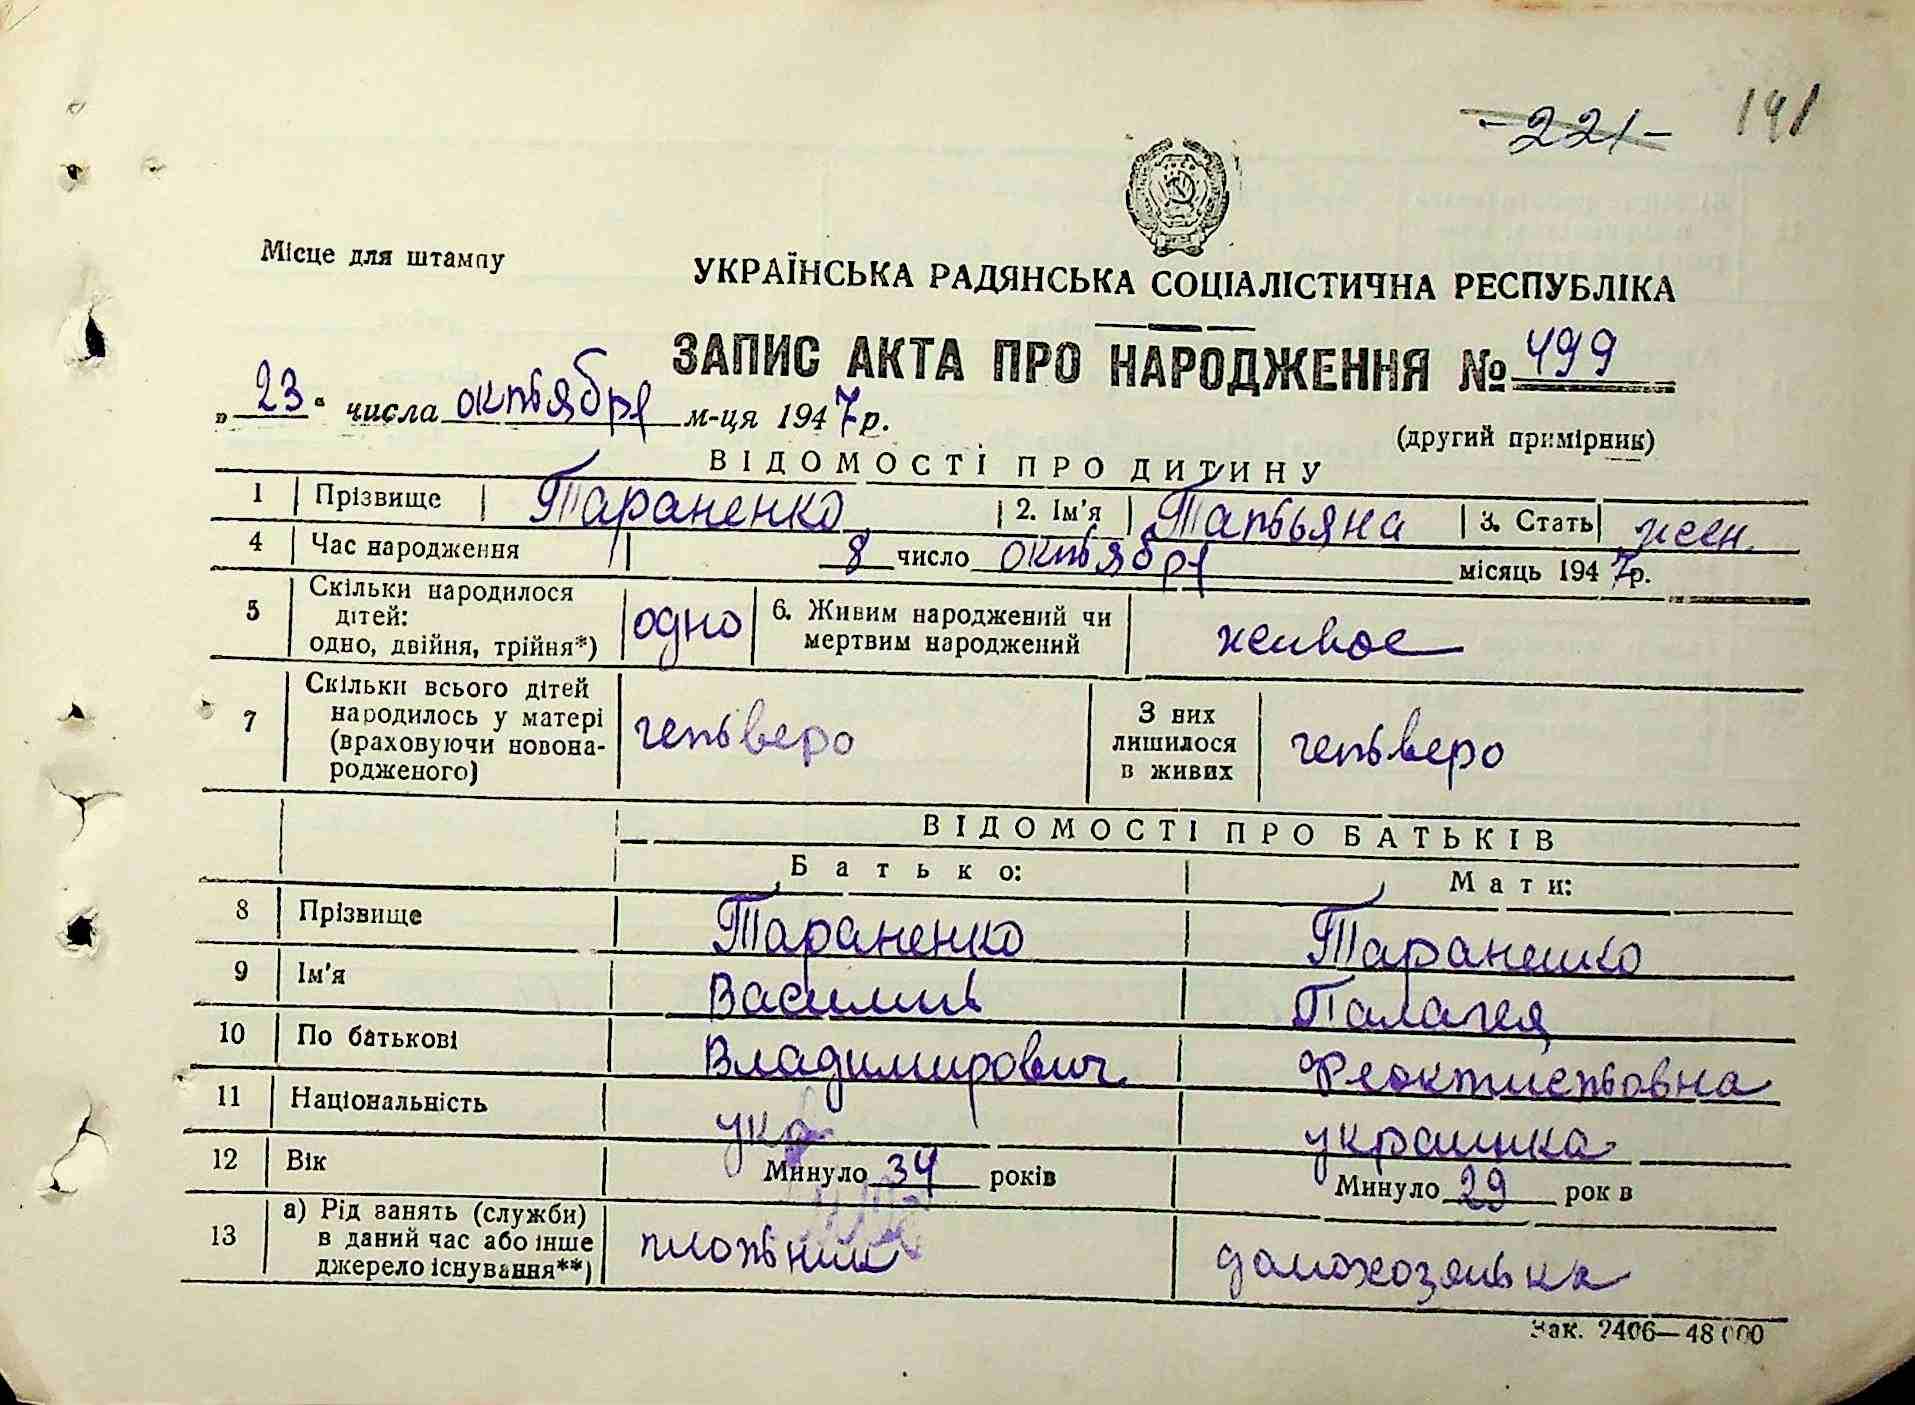 -221- 141
Місце для штампу
УКРАЇНСЬКА РАДЯНСЬКА СОЦІАЛІСТИЧНА РЕСПУБЛІКА
ЗАПИС АКТА ПРО НАРОДЖЕННЯ № 499
„ 23 " числа октября м-ця 1947 р.
(другий примірник)
ВІДОМОСТІ ПРО ДИТИНУ
1 Прізвище Тараненко 2. Ім'я Татьяна 3. Стать жен.
4 Час народження 8 число октября місяць 1947 р.
5 Скільки народилося дітей: одно, двійня, трійня*) одно 6. Живим народжений чи мертвим народжений живое
7 Скільки всього дітей народилось у матері (враховуючи новонародженого) четверо З них лишилося в живих четверо
ВІДОМОСТІ ПРО БАТЬКІВ
Батько: Мати:
8 Прізвище Тараненко Тараненко
9 Ім'я Василий Палагея
10 По батькові Владимирович Феоктистовна
11 Національність укр украинка
12 Вік Минуло 34 років Минуло 29 рок в
13 а) Рід занять (служби) в даний час або інше джерело існування**) плотник домохозяйка
Зак. 2406—48000